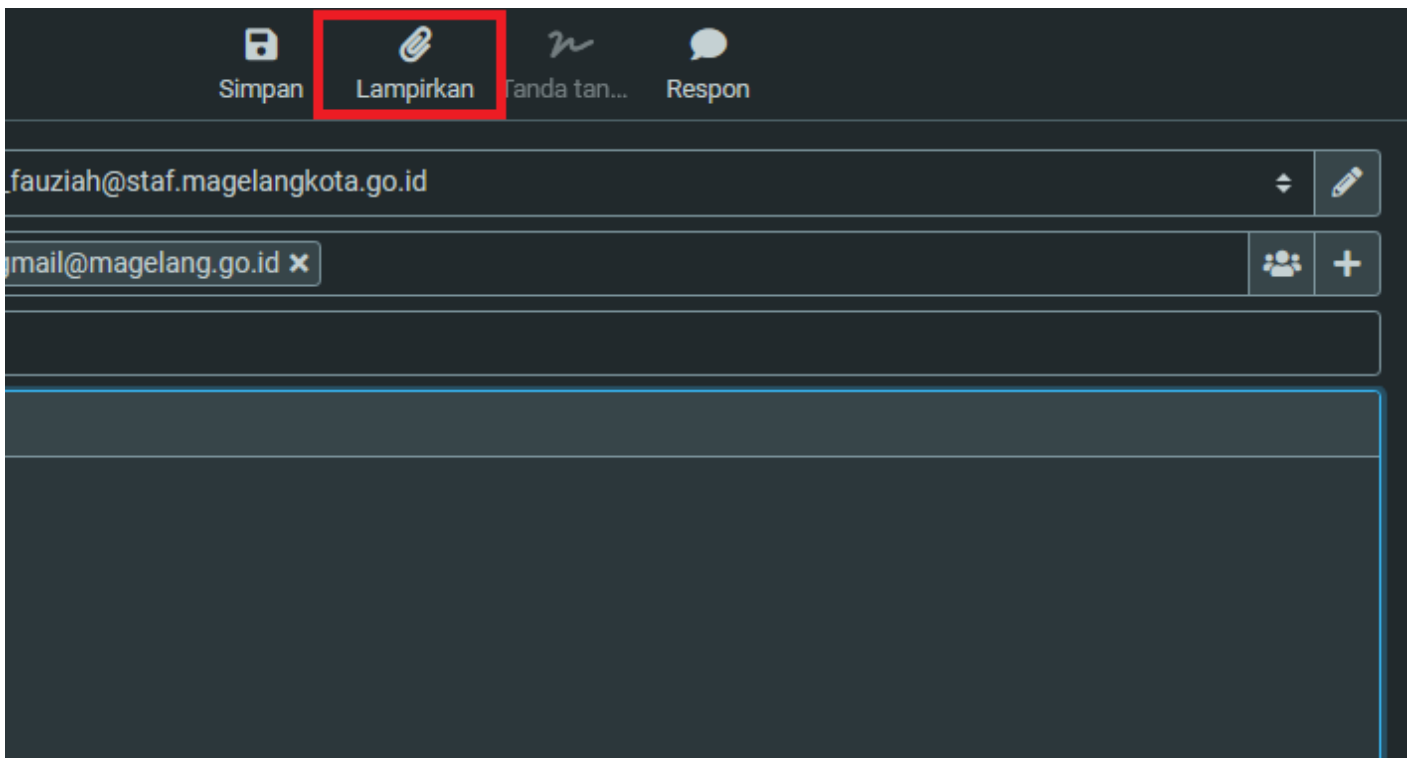 Simpan Lampirkan Tanda tan... Respon
_fauziah@staf.magelangkota.go.id
gmail@magelang.go.id